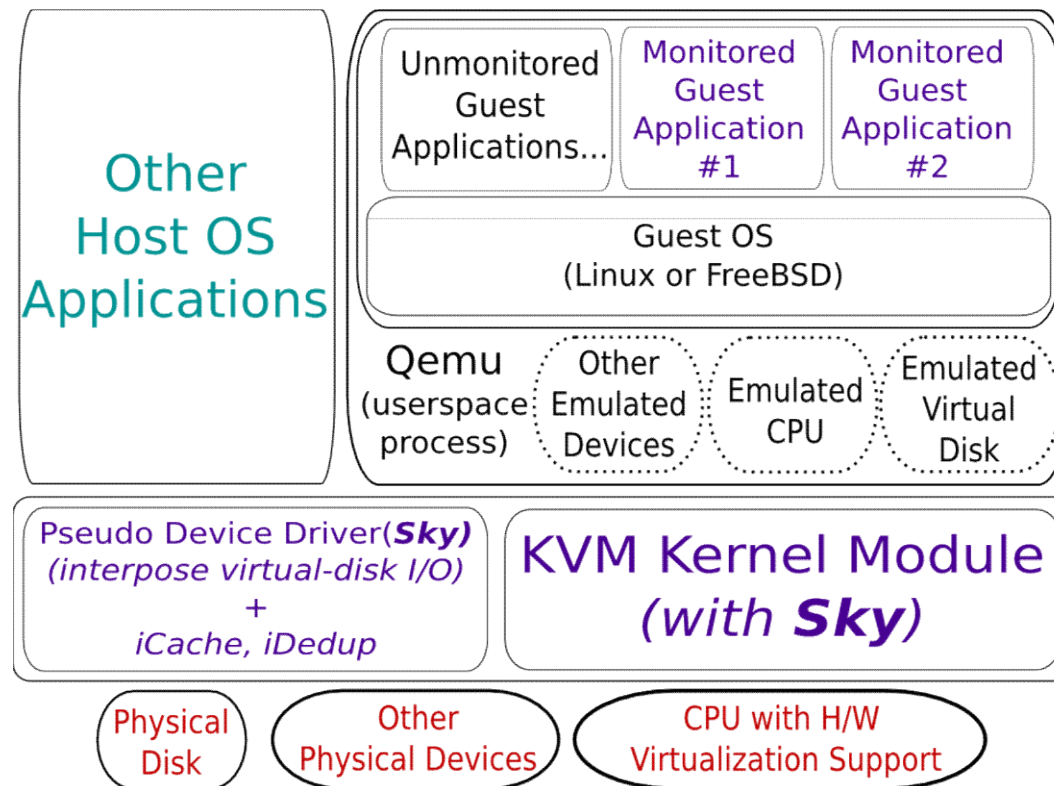 Other
Host OS
Applications
Unmonitored
Guest
Applications...
Monitored
Guest
Application
#1
Monitored
Guest
Application
#2
Guest OS
(Linux or FreeBSD)
Qemu
(userspace
process)
Other
Emulated
Devices
Emulated
CPU
Emulated
Virtual
Disk
Pseudo Device Driver(Sky)
(interpose virtual-disk I/O)
+
iCache, iDedup
KVM Kernel Module
(with Sky)
Physical
Disk
Other
Physical Devices
CPU with H/W
Virtualization Support